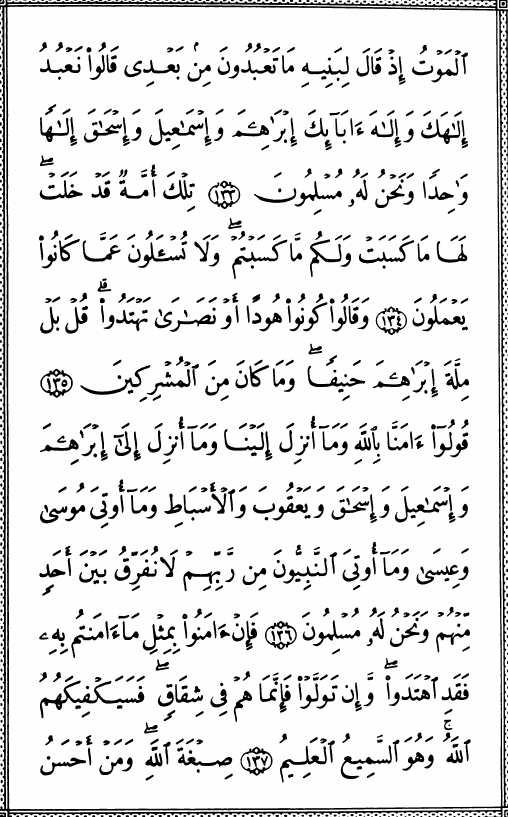 ٱلْمَوْتُ إِذْ قَالَ لِبَنِيهِ مَا تَعْبُدُونَ مِنۢ بَعْدِى قَالُوا۟ نَعْبُدُ
إِلَـٰهَكَ وَإِلَـٰهَ ءَابَآئِكَ إِبْرَٰهِـۧمَ وَإِسْمَـٰعِيلَ وَإِسْحَـٰقَ إِلَـٰهًا
وَٰحِدًا وَنَحْنُ لَهُۥ مُسْلِمُونَ ﴿١٣٣﴾ تِلْكَ أُمَّةٌ قَدْ خَلَتْ ۖ
لَهَا مَا كَسَبَتْ وَلَكُم مَّا كَسَبْتُمْ ۖ وَلَا تُسْـَٔلُونَ عَمَّا كَانُوا۟
يَعْمَلُونَ ﴿١٣٤﴾ وَقَالُوا۟ كُونُوا۟ هُودًا أَوْ نَصَـٰرَىٰ تَهْتَدُوا۟ ۗ قُلْ بَلْ
مِلَّةَ إِبْرَٰهِـۧمَ حَنِيفًا ۖ وَمَا كَانَ مِنَ ٱلْمُشْرِكِينَ ﴿١٣٥﴾
قُولُوٓا۟ ءَامَنَّا بِٱللَّهِ وَمَآ أُنزِلَ إِلَيْنَا وَمَآ أُنزِلَ إِلَىٰٓ إِبْرَٰهِـۧمَ
وَإِسْمَـٰعِيلَ وَإِسْحَـٰقَ وَيَعْقُوبَ وَٱلْأَسْبَاطِ وَمَآ أُوتِىَ مُوسَىٰ
وَعِيسَىٰ وَمَآ أُوتِىَ ٱلنَّبِيُّونَ مِن رَّبِّهِمْ لَا نُفَرِّقُ بَيْنَ أَحَدٍ
مِّنْهُمْ وَنَحْنُ لَهُۥ مُسْلِمُونَ ﴿١٣٦﴾ فَإِنْ ءَامَنُوا۟ بِمِثْلِ مَآ ءَامَنتُم بِهِۦ
فَقَدِ ٱهْتَدَوا۟ ۖ وَّإِن تَوَلَّوْا۟ فَإِنَّمَا هُمْ فِى شِقَاقٍ ۖ فَسَيَكْفِيكَهُمُ
ٱللَّهُ ۚ وَهُوَ ٱلسَّمِيعُ ٱلْعَلِيمُ ﴿١٣٧﴾ صِبْغَةَ ٱللَّهِ ۖ وَمَنْ أَحْسَنُ